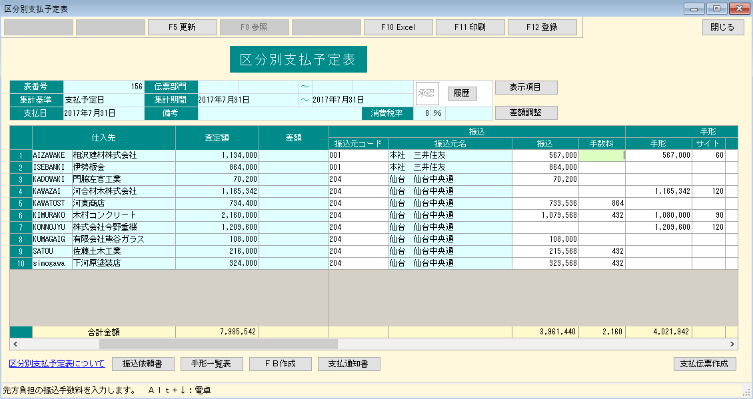 区分別支払予定表
F5 更新 F8 参照 F10 Excel F11 印刷 F12 登録 閉じる
区分別支払予定表
表番号 156 伝票部門 ～ 承認 履歴 表示項目
集計基準 支払予定日 集計期間 2017年7月31日 ～ 2017年7月31日
支払日 2017年7月31日 備考 消費税率 8 % 差額調整
仕入先 査定額 差額 振込 手形
振込元コード 振込元名 振込 手数料 手形 サイト
1 AIZAWAKE 相沢建材株式会社 1,134,000 001 本社 三井住友 567,000 567,000 60
2 ISEBANKI 伊勢板金 864,000 001 本社 三井住友 864,000
3 KADOWAKI 門脇左官工業 70,200 204 仙台 仙台中央通 70,200
4 KAWAZAI 河合材木株式会社 1,165,342 204 仙台 仙台中央通 1,165,342 120
5 KAWATOST 河東商店 734,400 204 仙台 仙台中央通 733,536 864
6 KIMURAKO 木村コンクリート 2,160,000 204 仙台 仙台中央通 1,079,568 432 1,080,000 90
7 KONNOJYU 株式会社今野重機 1,209,600 204 仙台 仙台中央通 1,209,600 120
8 KUMAGAIG 有限会社熊谷ガラス 108,000 204 仙台 仙台中央通 108,000
9 SATOU 佐藤土木工業 216,000 204 仙台 仙台中央通 215,568 432
10 simogawa 下河原塗装店 324,000 204 仙台 仙台中央通 323,568 432
合計金額 7,985,542 3,961,440 2,160 4,021,942
区分別支払予定表について 振込依頼書 手形一覧表 ＦＢ作成 支払通知書 支払伝票作成
先方負担の振込手数料を入力します。 Ａｌｔ＋↓：電卓